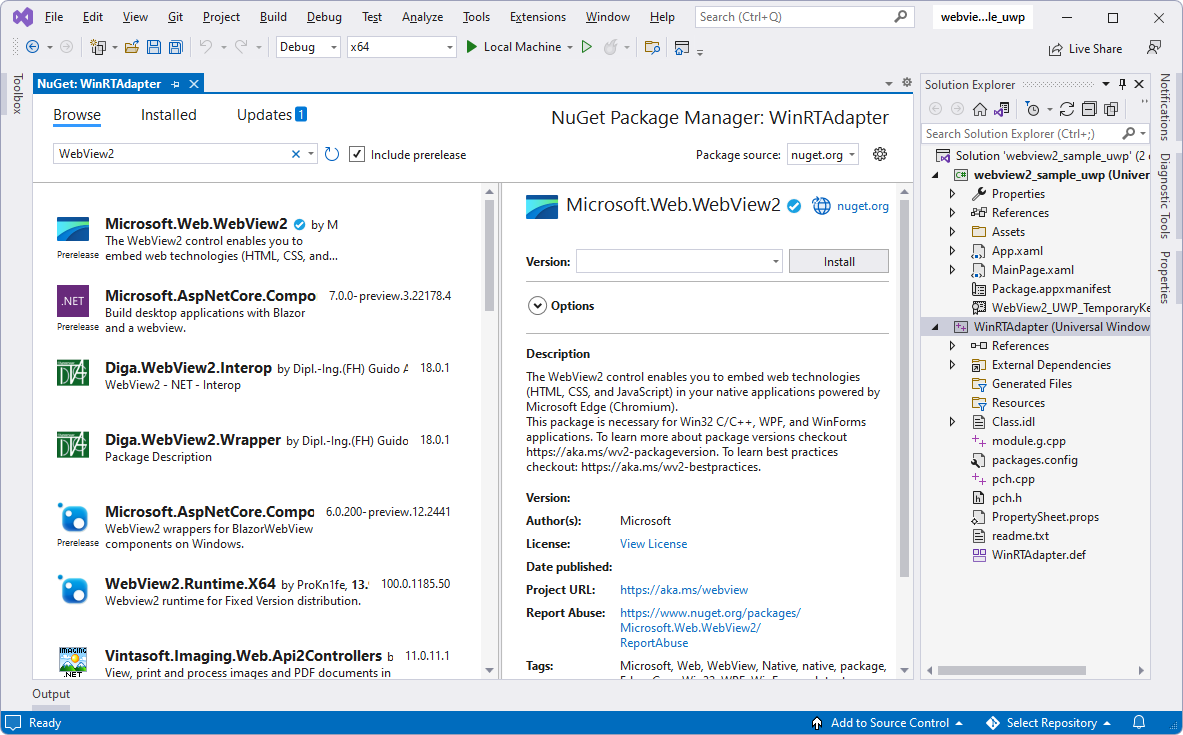 File Edit View Git Project Build Debug Test Analyze Tools Extensions Window Help Search (Ctrl+Q) webvie...le_uwp
Debug x64 Local Machine Live Share
Toolbox
NuGet: WinRTAdapter
Browse Installed Updates 1
NuGet Package Manager: WinRTAdapter
WebView2
Include prerelease
Package source: nuget.org
Microsoft.Web.WebView2 by M
The WebView2 control enables you to
Prerelease embed web technologies (HTML, CSS, and...
.NET
Microsoft.AspNetCore.Compo 7.0.0-preview.3.22178.4
Build desktop applications with Blazor
Prerelease and a webview.
Diga.WebView2.Interop by Dipl.-Ing.(FH) Guido A 18.0.1
WebView2 - NET - Interop
Diga.WebView2.Wrapper by Dipl.-Ing.(FH) Guido 18.0.1
Package Description
Microsoft.AspNetCore.Compo 6.0.200-preview.12.2441
WebView2 wrappers for BlazorWebView
Prerelease components on Windows.
WebView2.Runtime.X64 by ProKn1fe, 13. 100.0.1185.50
Webview2 runtime for Fixed Version distribution.
IMAGING
.NET
Vintasoft.Imaging.Web.Api2Controllers b 11.0.11.1
View, print and process images and PDF documents in
Microsoft.Web.WebView2 nuget.org
Version: Install
Options
Description
The WebView2 control enables you to embed web technologies
(HTML, CSS, and JavaScript) in your native applications powered by
Microsoft Edge (Chromium).
This package is necessary for Win32 C/C++, WPF, and WinForms
applications. To learn more about package versions checkout
https://aka.ms/wv2-packageversion. To learn best practices
checkout: https://aka.ms/wv2-bestpractices.
Version:
Author(s): Microsoft
License: View License
Date published:
Project URL: https://aka.ms/webview
Report Abuse: https://www.nuget.org/packages/
Microsoft.Web.WebView2/
ReportAbuse
Tags: Microsoft, Web, WebView, Native, native, package,
Solution Explorer
Search Solution Explorer (Ctrl+;)
Solution 'webview2_sample_uwp' (2
C# webview2_sample_uwp (Univer
Properties
References
Assets
App.xaml
MainPage.xaml
Package.appxmanifest
WebView2_UWP_TemporaryKe
WinRTAdapter (Universal Window
References
External Dependencies
Generated Files
Resources
Class.idl
module.g.cpp
packages.config
pch.cpp
pch.h
PropertySheet.props
readme.txt
WinRTAdapter.def
Notifications
Diagnostic Tools
Properties
Output
Ready Add to Source Control Select Repository